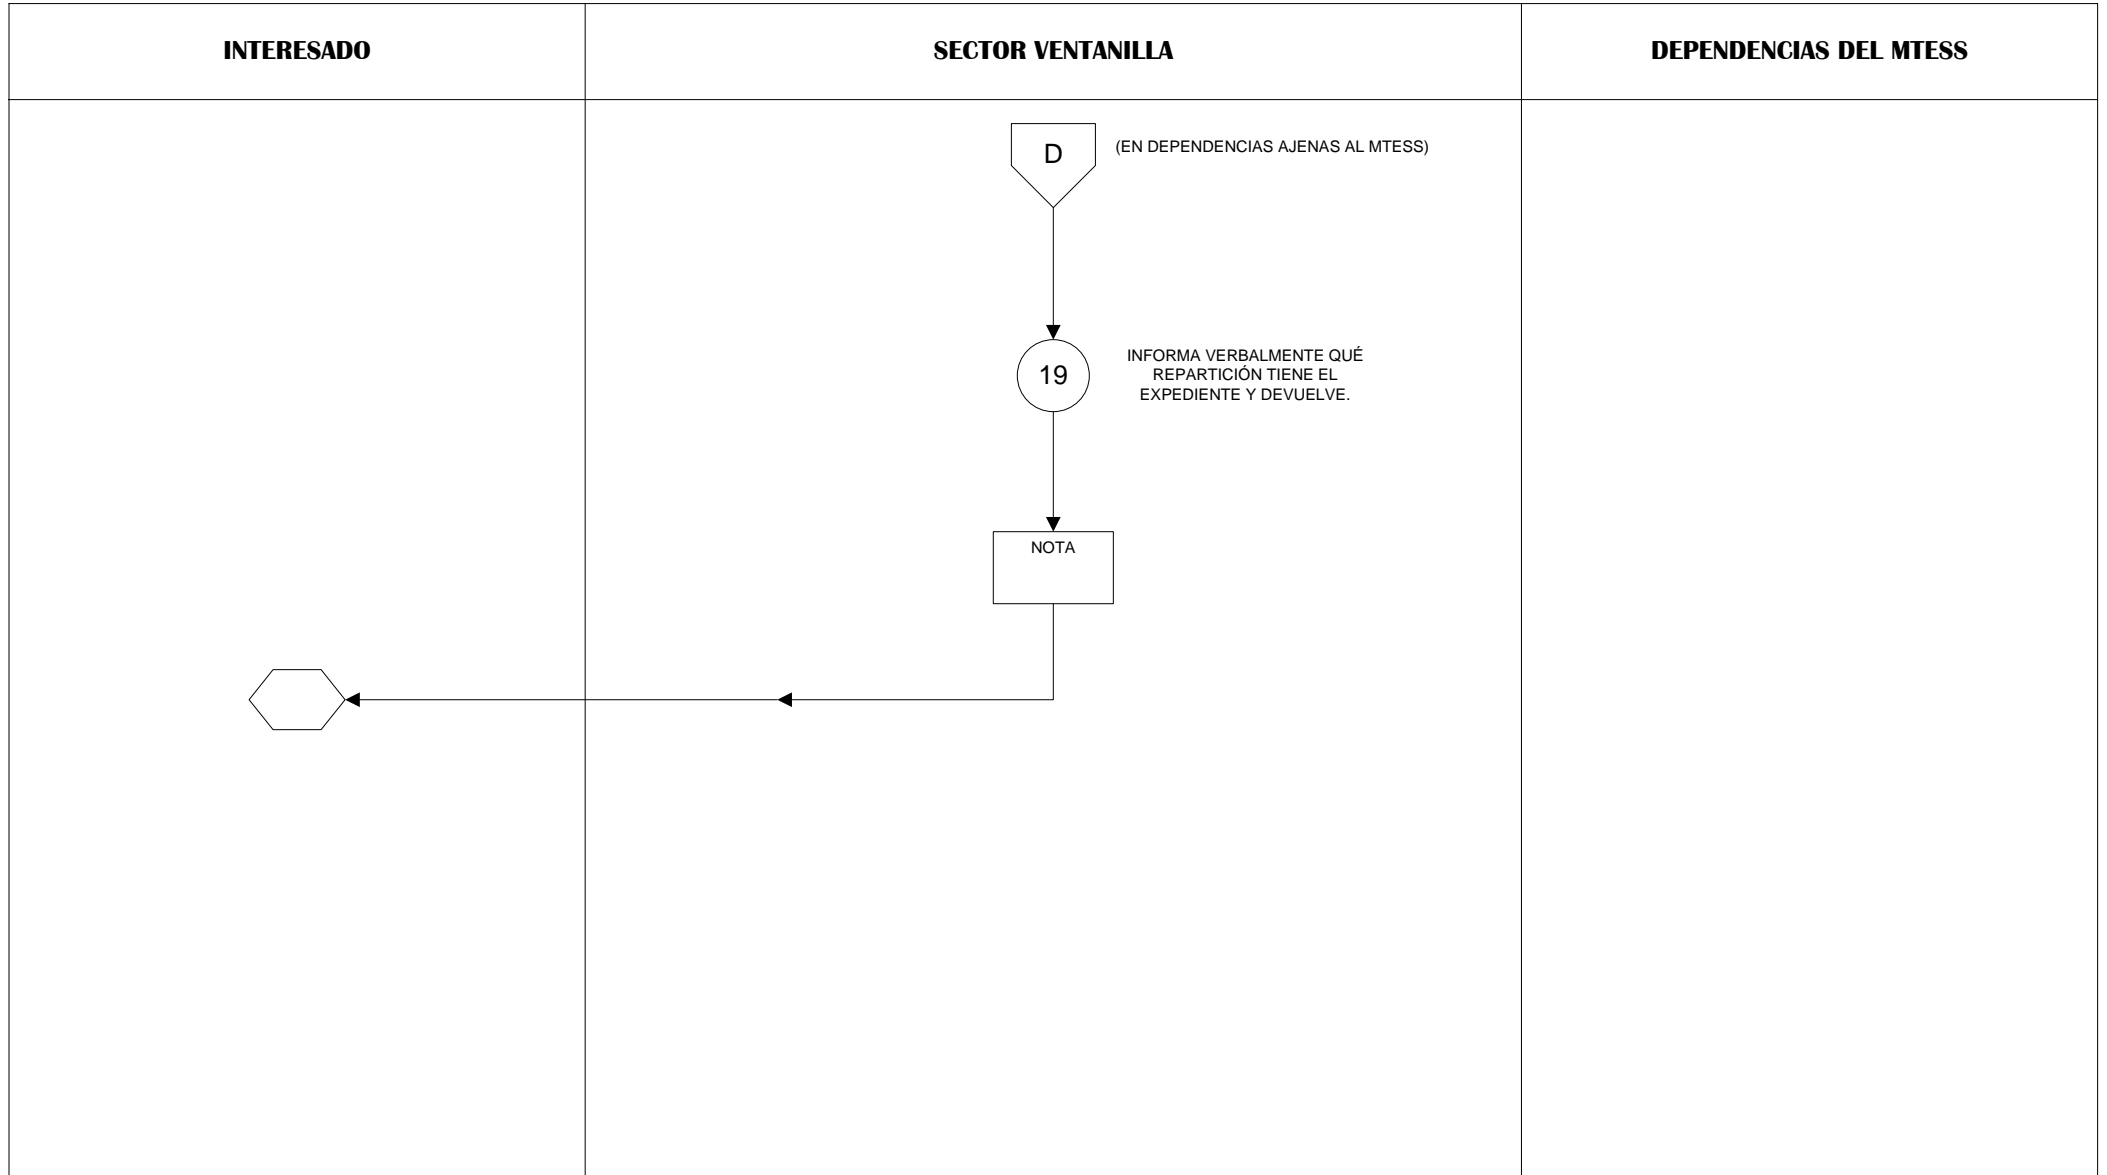 INTERESADO
SECTOR VENTANILLA
DEPENDENCIAS DEL MTESS
D
(EN DEPENDENCIAS AJENAS AL MTESS)
19
INFORMA VERBALMENTE QUÉ
REPARTICIÓN TIENE EL
EXPEDIENTE Y DEVUELVE.
NOTA